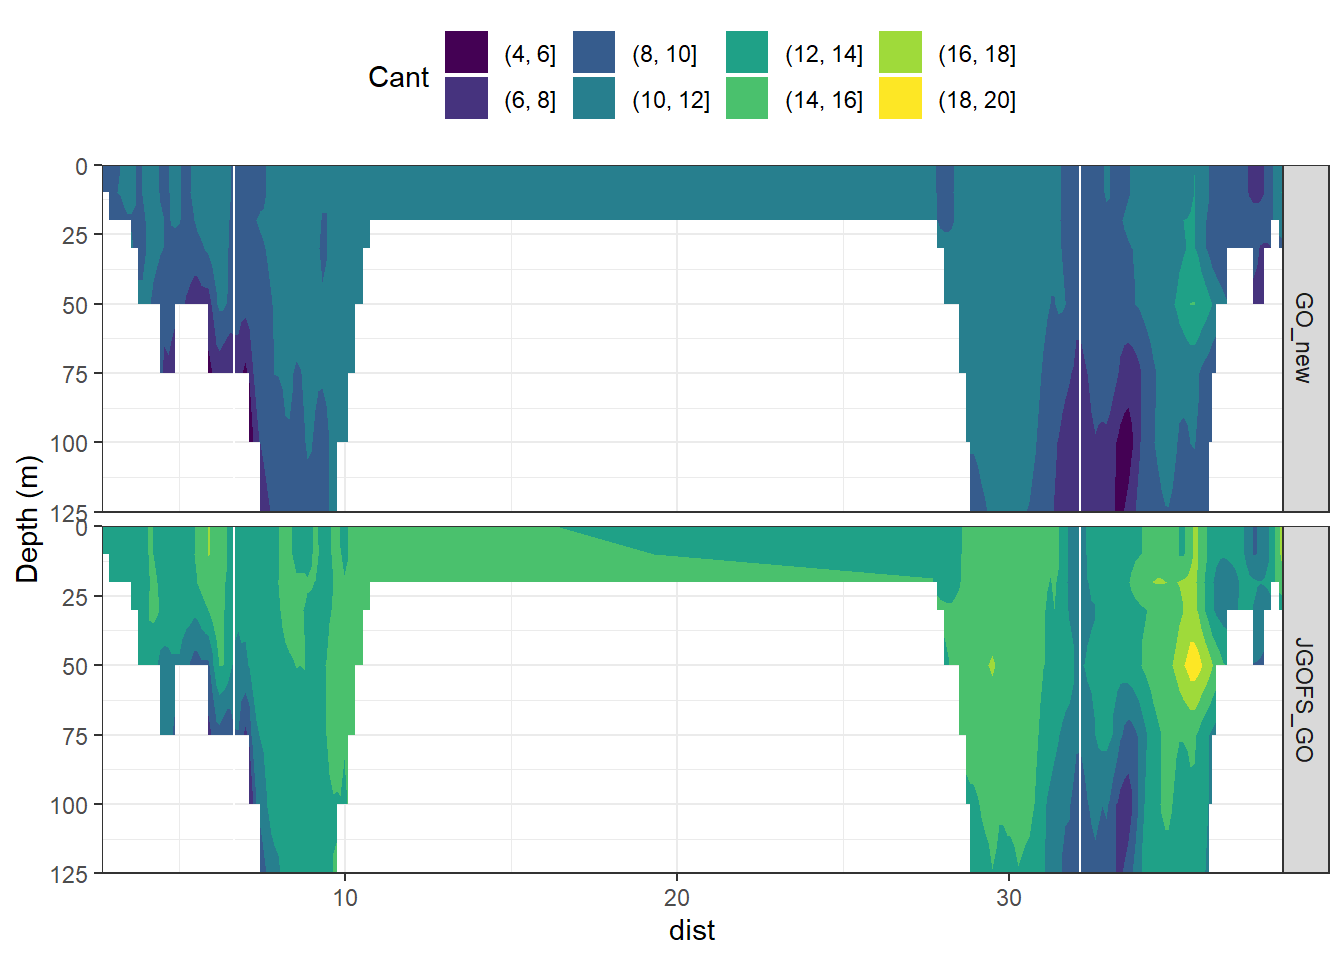 Cant
(4, 6] (8, 10] (12, 14] (16, 18]
(6, 8] (10, 12] (14, 16] (18, 20]
Depth (m)
0
25
50
75
100
125
GO_new
0
25
50
75
100
125
JGOFS_GO
10 20 30
dist